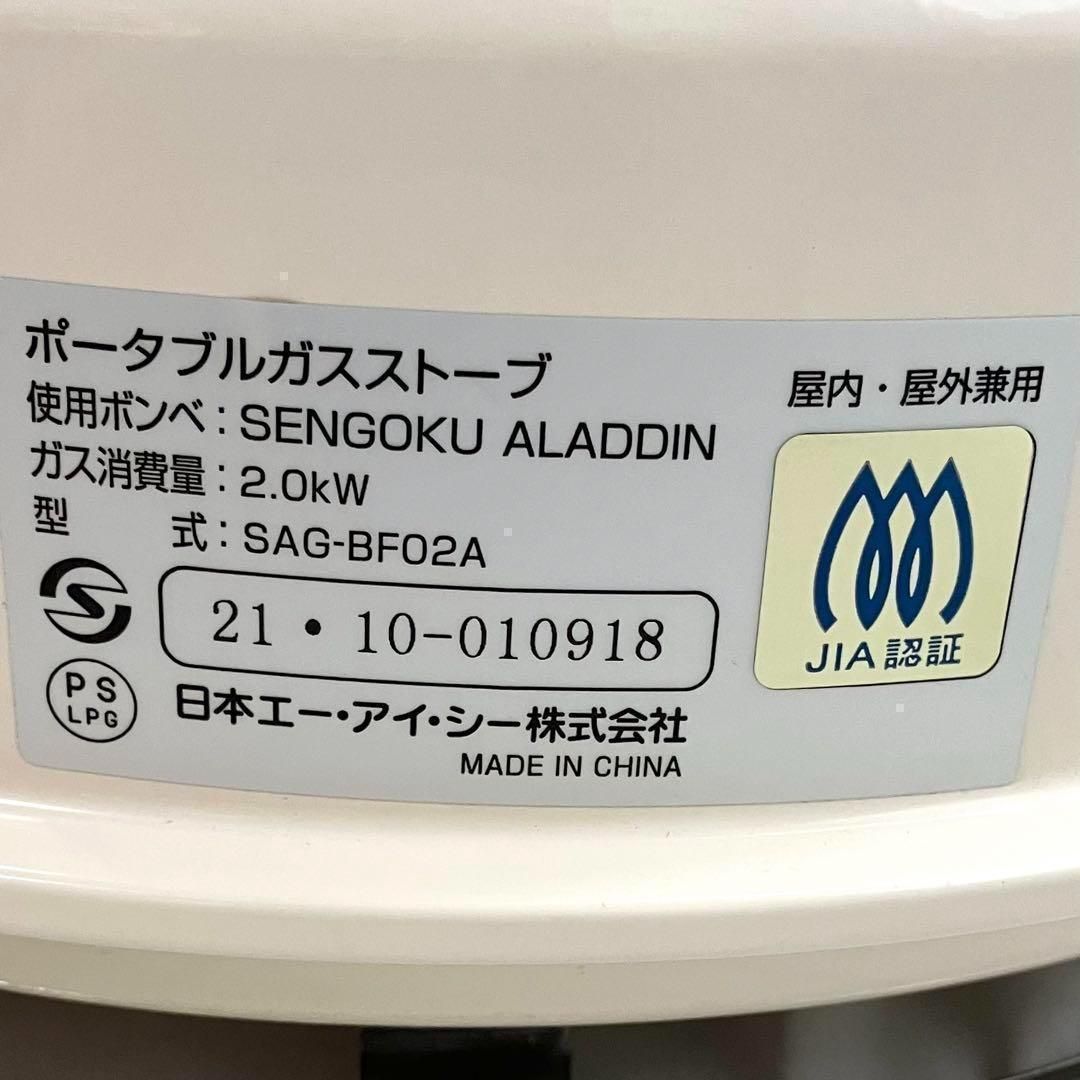 ポータブルガスストーブ
使用ボンベ：SENGOKU ALADDIN
ガス消費量：2.0kW
型　　式：SAG-BF02A
21・10-010918
PS
LPG
日本エー・アイ・シー株式会社
MADE IN CHINA
屋内・屋外兼用
JIA認証